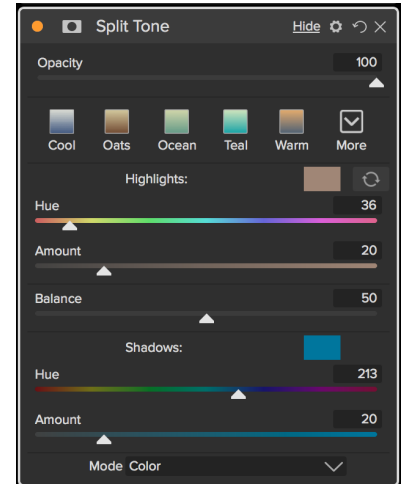 Split Tone Hide
Opacity 100
Cool Oats Ocean Teal Warm More
Highlights:
Hue 36
Amount 20
Balance 50
Shadows:
Hue 213
Amount 20
Mode Color